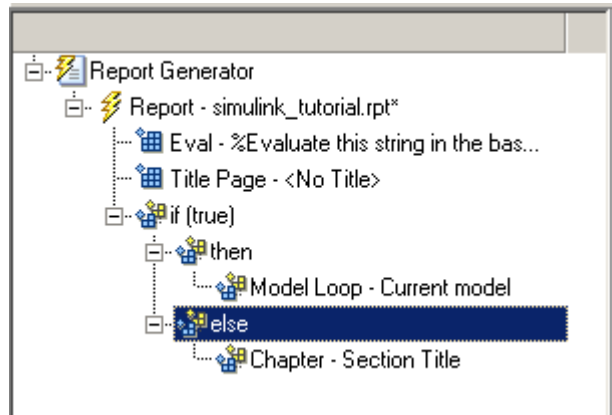 Report Generator
Report - simulink_tutorial.rpt*
Eval - %Evaluate this string in the bas...
Title Page - <No Title>
if (true)
then
Model Loop - Current model
else
Chapter - Section Title